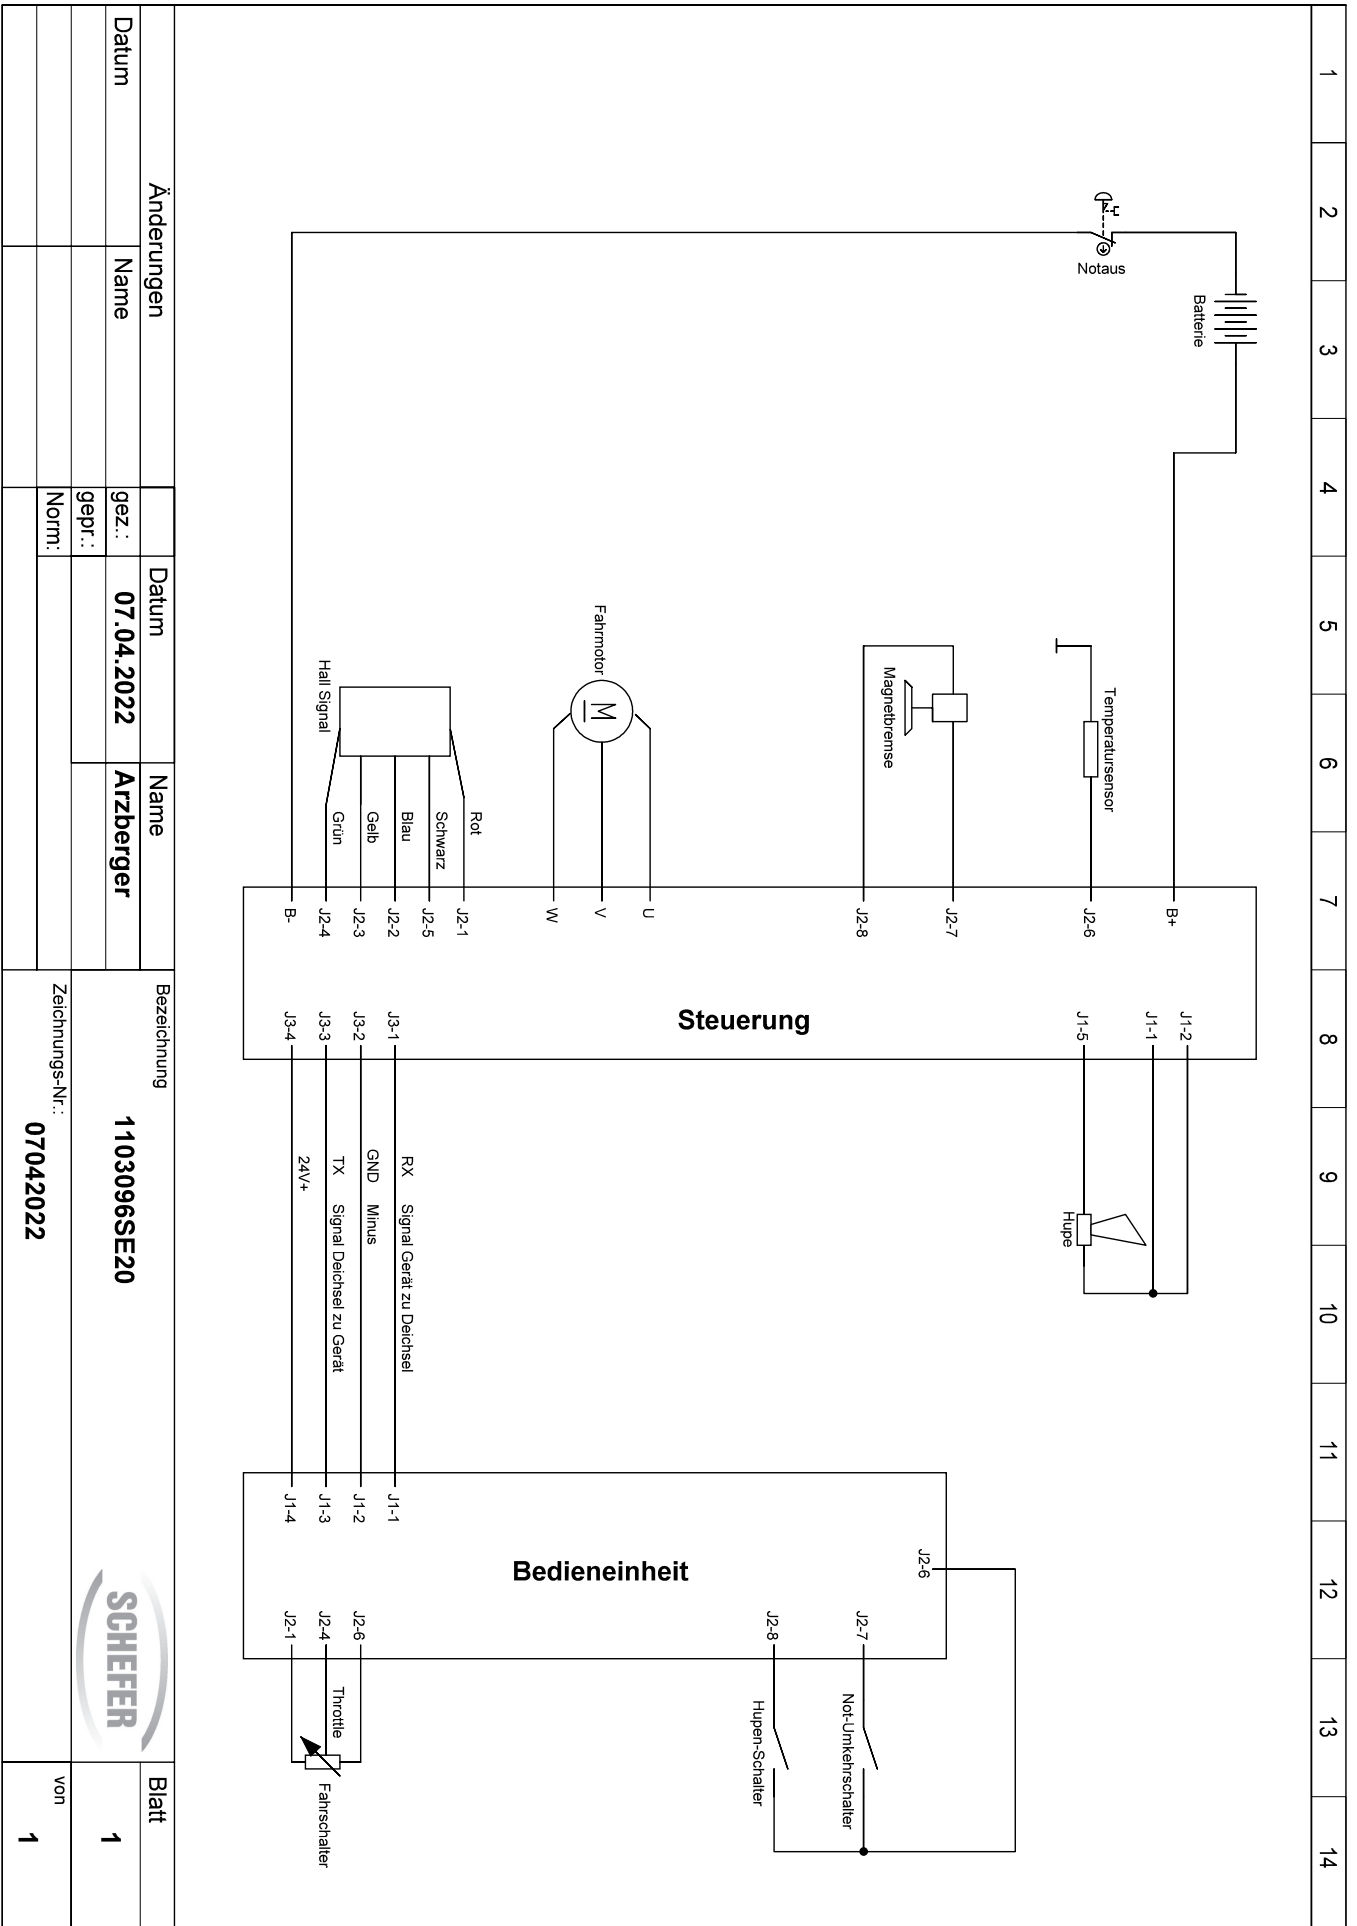 1
2
3
4
5
6
7
8
9
10
11
12
13
14
Notaus
Batterie
Temperatursensor
Magnetbremse
Fahrmotor
M
Hall Signal
Rot
Schwarz
Blau
Gelb
Grün
B+
J2-6
J2-7
J2-8
U
V
W
J2-1
J2-5
J2-2
J2-3
J2-4
B-
Steuerung
J1-2
J1-1
J1-5
J3-1
J3-2
J3-3
J3-4
Hupe
RX Signal Gerät zu Deichsel
GND Minus
TX Signal Deichsel zu Gerät
24V+
J1-1
J1-2
J1-3
J1-4
Bedieneinheit
J2-6
J2-7
J2-8
J2-6
J2-4
J2-1
Not-Umkehrschalter
Hupen-Schalter
Throttle
Fahrschalter
Änderungen
Datum
Name
Datum
Name
gez.:
07.04.2022
Arzberger
gepr.:
Norm:
Bezeichnung
1103096SE20
Zeichnungs-Nr.:
07042022
SCHEFER
Blatt
1
von
1